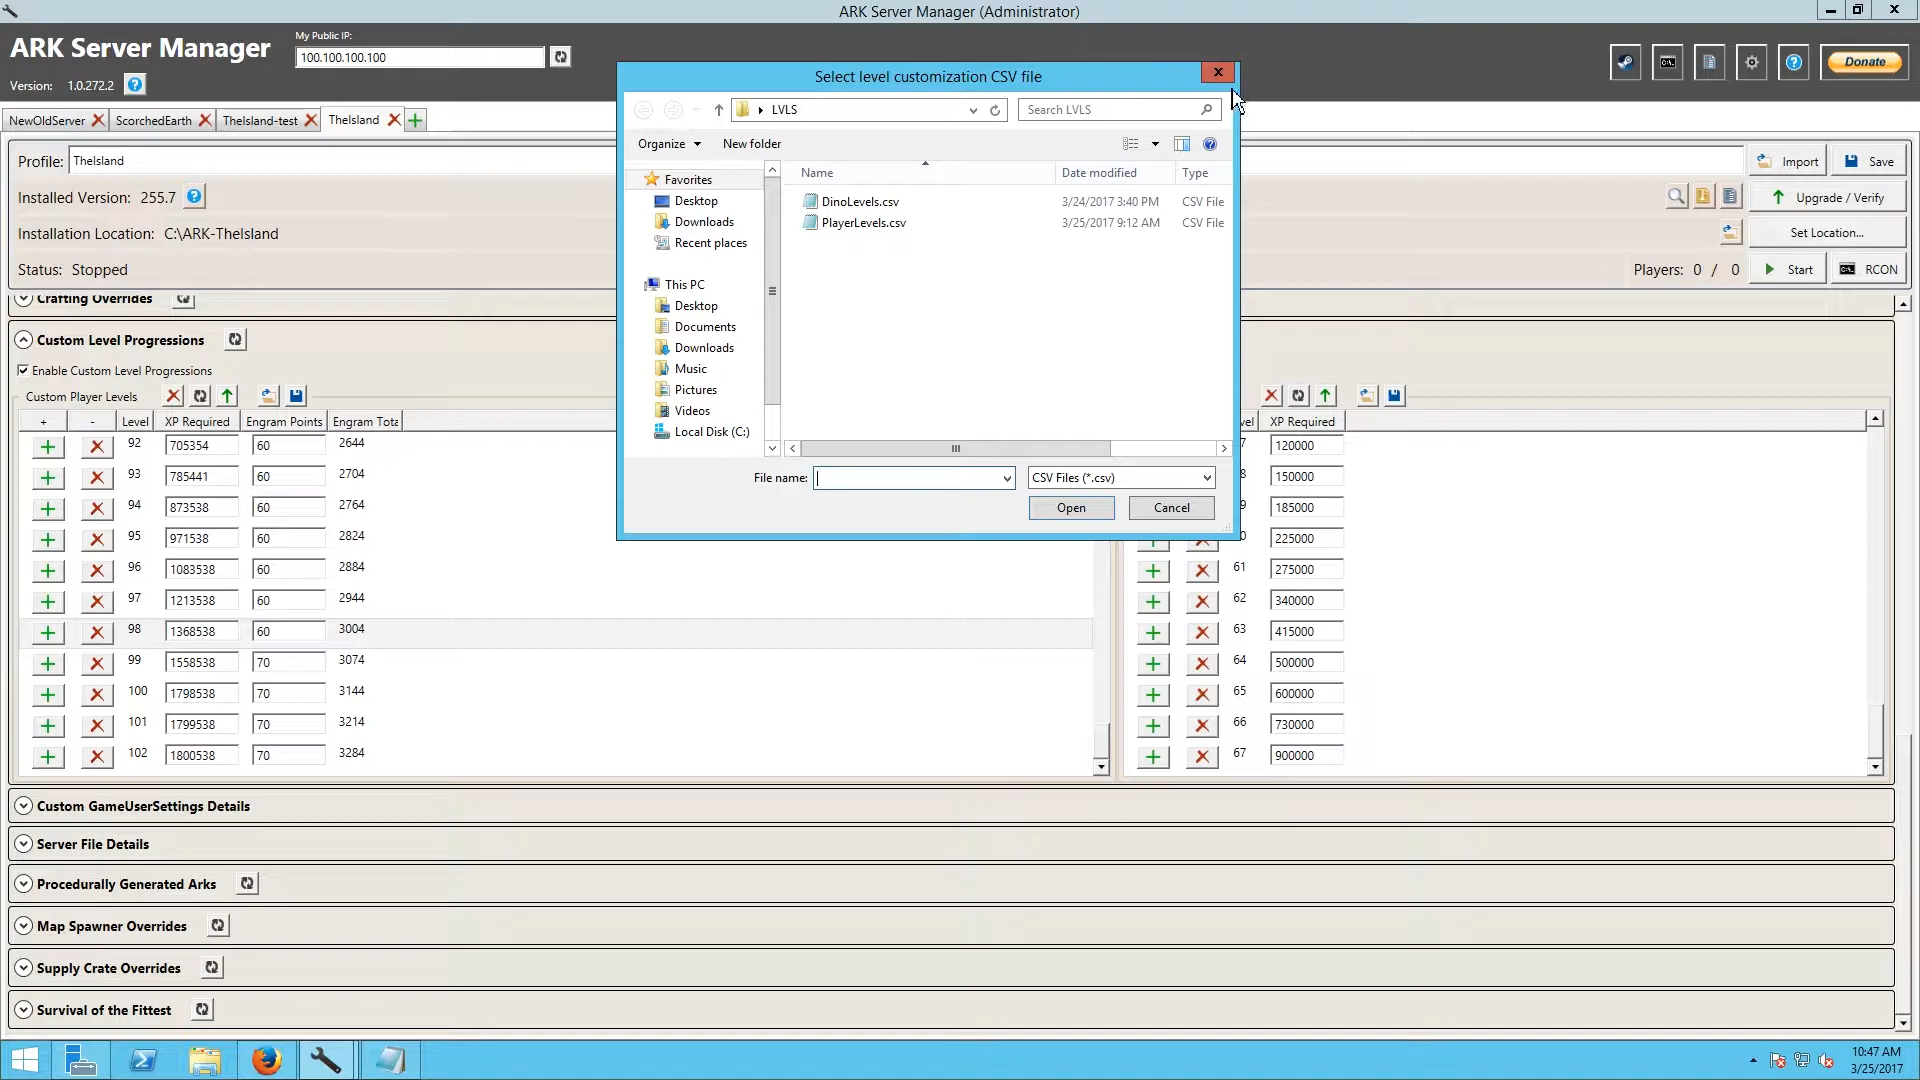 ARK Server Manager (Administrator)
ARK Server Manager
My Public IP:
100.100.100.100
Version: 1.0.272.2
Donate
NewOldServer
ScorchedEarth
TheIsland-test
TheIsland
Profile: TheIsland
Import
Save
Installed Version: 255.7
Upgrade / Verify
Installation Location: C:\ARK-TheIsland
Set Location...
Status: Stopped
Players: 0 / 0
Start
RCON
Crafting Overrides
Custom Level Progressions
Enable Custom Level Progressions
Custom Player Levels
+ - Level XP Required Engram Points Engram Tota
92 705354 60 2644
93 785441 60 2704
94 873538 60 2764
95 971538 60 2824
96 1083538 60 2884
97 1213538 60 2944
98 1368538 60 3004
99 1558538 70 3074
100 1798538 70 3144
101 1799538 70 3214
102 1800538 70 3284
Select level customization CSV file
LVLS
Search LVLS
Organize
New folder
Favorites
Desktop
Downloads
Recent places
This PC
Desktop
Documents
Downloads
Music
Pictures
Videos
Local Disk (C:)
Name Date modified Type
DinoLevels.csv 3/24/2017 3:40 PM CSV File
PlayerLevels.csv 3/25/2017 9:12 AM CSV File
File name:
CSV Files (*.csv)
Open
Cancel
vel XP Required
7 120000
8 150000
9 185000
0 225000
61 275000
62 340000
63 415000
64 500000
65 600000
66 730000
67 900000
Custom GameUserSettings Details
Server File Details
Procedurally Generated Arks
Map Spawner Overrides
Supply Crate Overrides
Survival of the Fittest
10:47 AM
3/25/2017